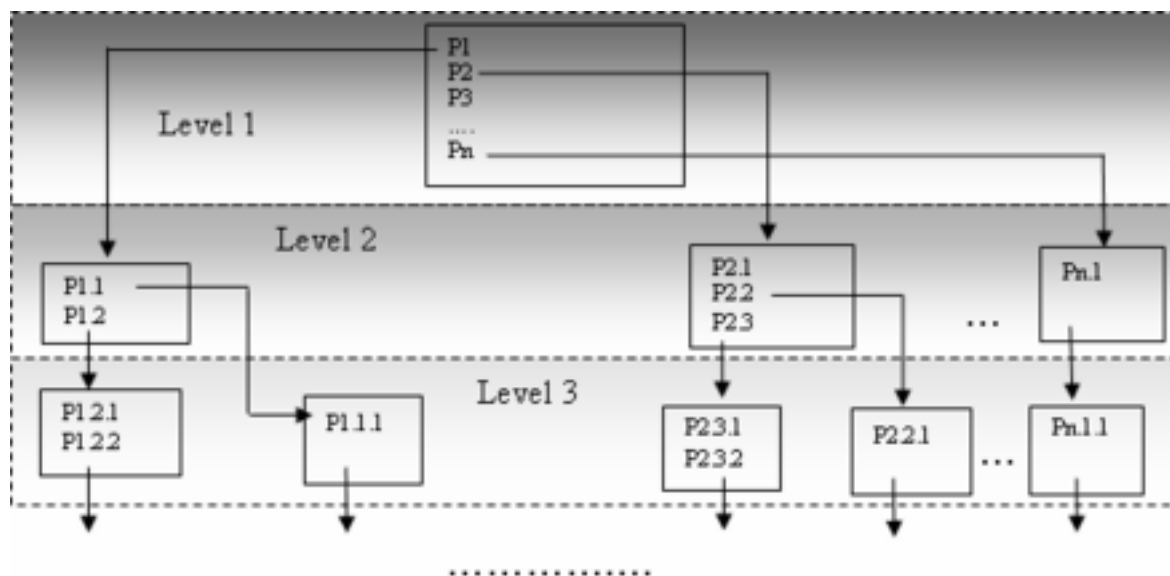 P1
P2
P3
....
Pn
Level 1
Level 2
P1.1
P1.2
P2.1
P2.2
P2.3
...
Pn.1
Level 3
P1.2.1
P1.2.2
P1.1.1
P2.3.1
P2.3.2
P2.2.1
...
Pn.1.1
...............